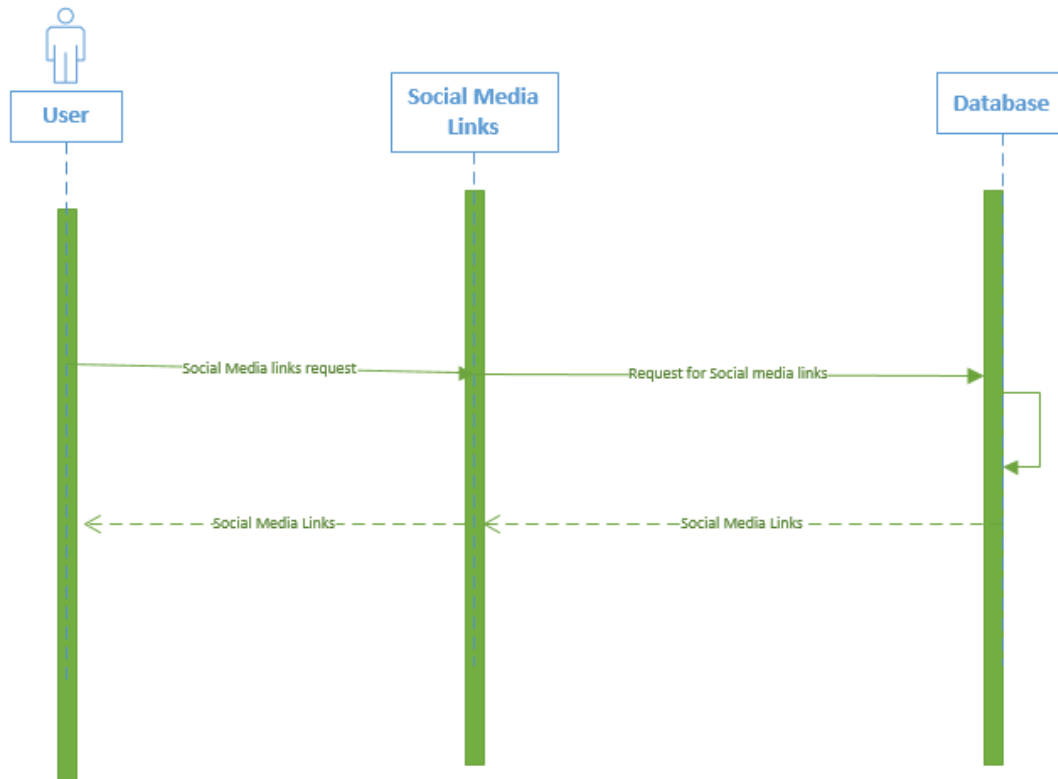 User
Social Media
Links
Database
Social Media links request
Request for Social media links
Social Media Links
Social Media Links